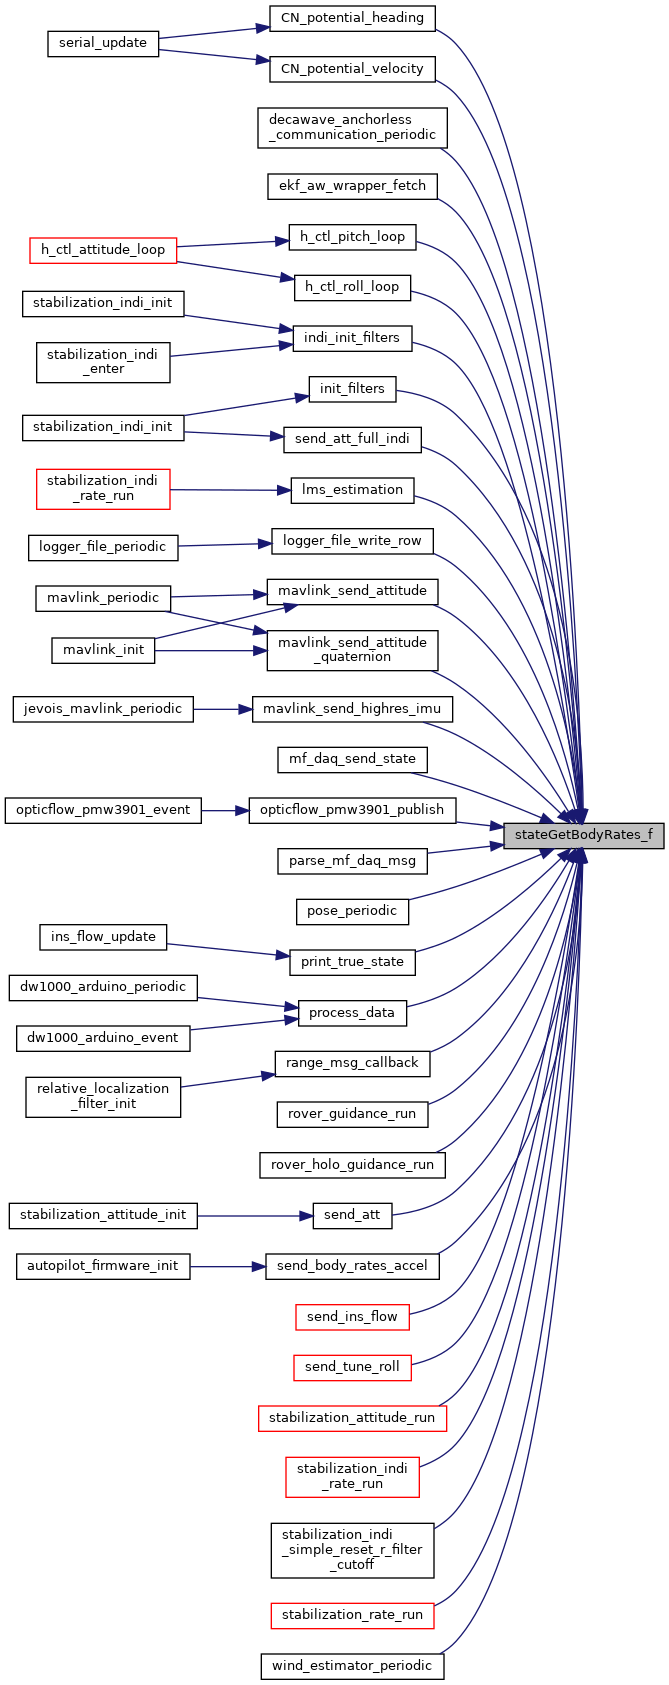 CN_potential_heading
serial_update
CN_potential_velocity
decawave_anchorless
_communication_periodic
ekf_aw_wrapper_fetch
h_ctl_pitch_loop
h_ctl_attitude_loop
h_ctl_roll_loop
stabilization_indi_init
indi_init_filters
stabilization_indi
_enter
init_filters
stabilization_indi_init
send_att_full_indi
stabilization_indi
_rate_run
lms_estimation
logger_file_periodic
logger_file_write_row
mavlink_send_attitude
mavlink_periodic
mavlink_init
mavlink_send_attitude
_quaternion
jevois_mavlink_periodic
mavlink_send_highres_imu
mf_daq_send_state
opticflow_pmw3901_event
opticflow_pmw3901_publish
stateGetBodyRates_f
parse_mf_daq_msg
pose_periodic
ins_flow_update
print_true_state
dw1000_arduino_periodic
process_data
dw1000_arduino_event
range_msg_callback
relative_localization
_filter_init
rover_guidance_run
rover_holo_guidance_run
stabilization_attitude_init
send_att
autopilot_firmware_init
send_body_rates_accel
send_ins_flow
send_tune_roll
stabilization_attitude_run
stabilization_indi
_rate_run
stabilization_indi
_simple_reset_r_filter
_cutoff
stabilization_rate_run
wind_estimator_periodic